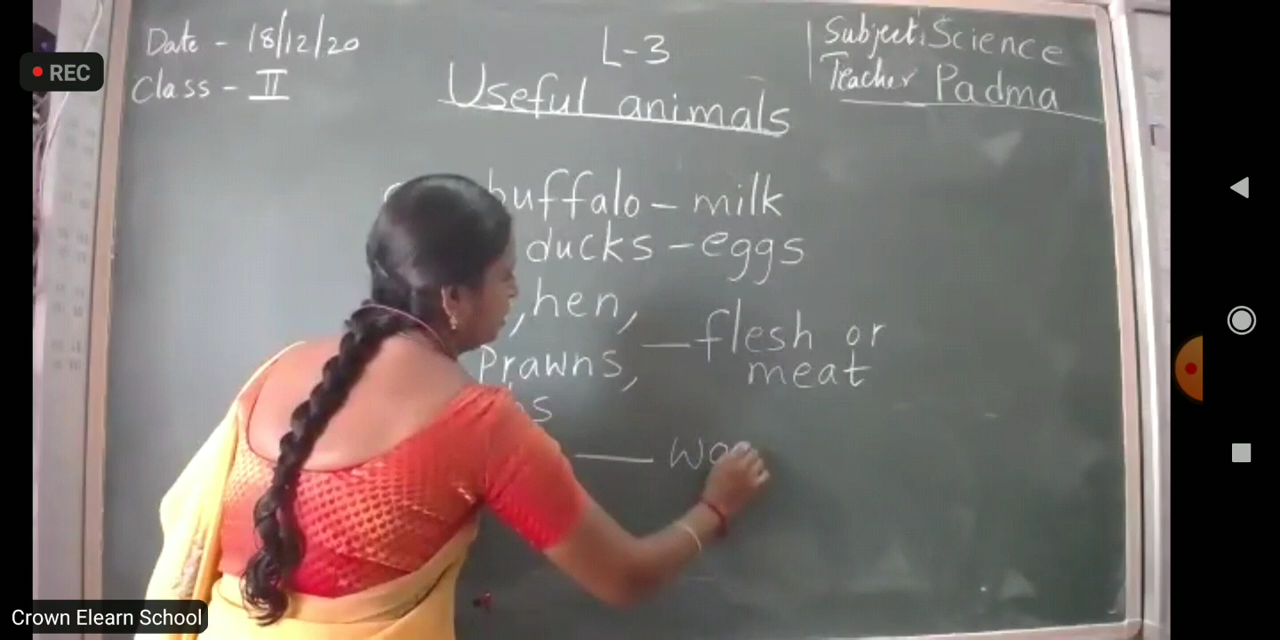 Date - 18/12/20
Class - II
REC
L-3
Useful animals
Subject: Science
Teacher Padma
buffalo - milk
ducks - eggs
, hen,
Prawns, - flesh or
meat
Crown Elearn School